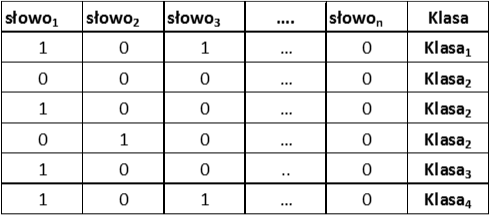 słowo₁ słowo₂ słowo₃ .... słowoₙ Klasa
1 0 1 ... 0 Klasa₁
0 0 0 ... 0 Klasa₂
1 0 0 ... 0 Klasa₂
0 1 0 ... 0 Klasa₂
1 0 0 .. 0 Klasa₃
1 0 1 ... 0 Klasa₄